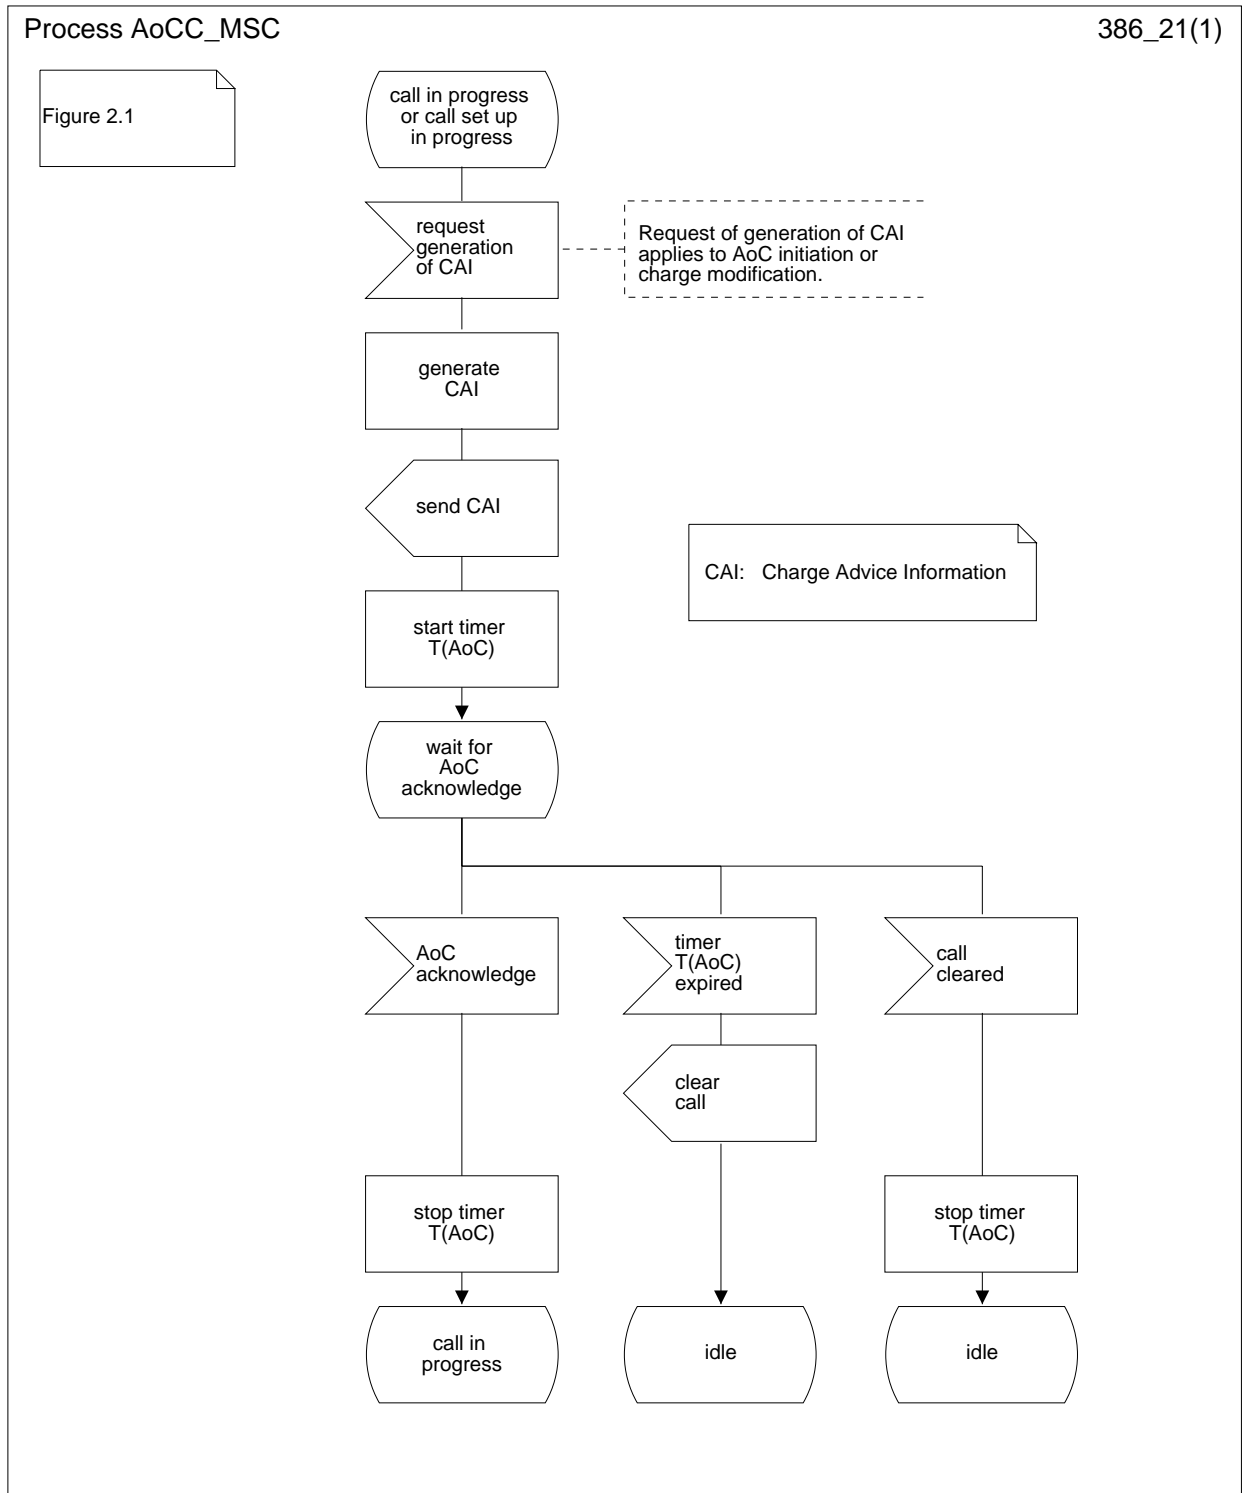 Process AoCC_MSC
386_21(1)
Figure 2.1
call in progress
or call set up
in progress
request
generation
of CAI
Request of generation of CAI
applies to AoC initiation or
charge modification.
generate
CAI
send CAI
CAI: Charge Advice Information
start timer
T(AoC)
wait for
AoC
acknowledge
AoC
acknowledge
timer
T(AoC)
expired
call
cleared
clear
call
stop timer
T(AoC)
stop timer
T(AoC)
call in
progress
idle
idle